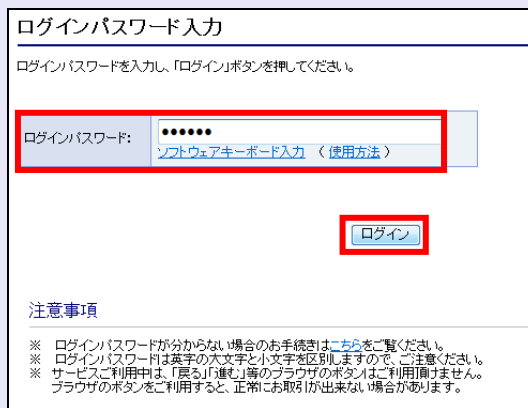 ログインパスワード入力
ログインパスワードを入力し、「ログイン」ボタンを押してください。
ログインパスワード:
●●●●●●
ソフトウェアキーボード入力 ( 使用方法 )
ログイン
注意事項
※ ログインパスワードが分からない場合のお手続きはこちらをご覧ください。
※ ログインパスワードは英字の大文字と小文字を区別しますので、ご注意ください。
※ サービスご利用中は、「戻る」「進む」等のブラウザのボタンはご利用頂けません。
ブラウザのボタンをご利用すると、正常にお取引が出来ない場合があります。